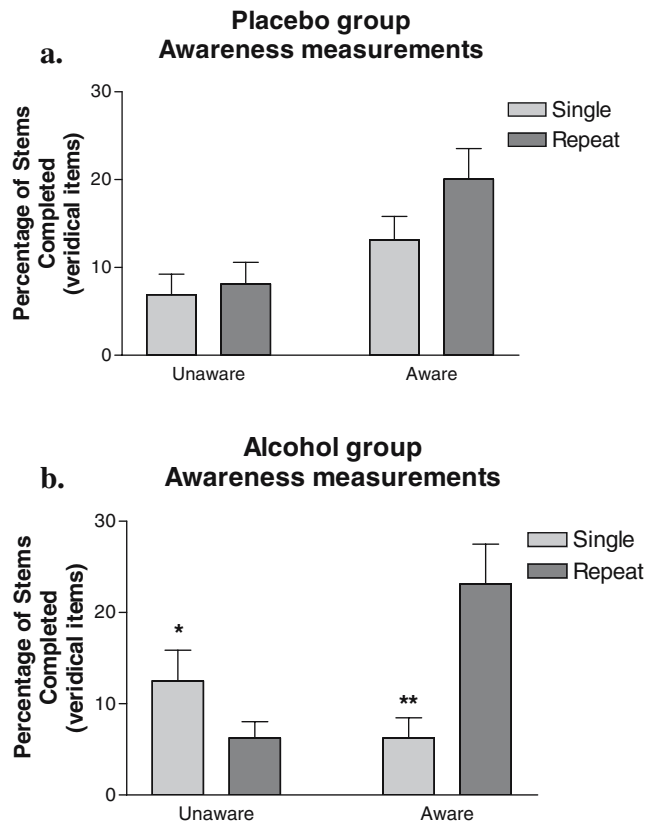 a.
Placebo group
Awareness measurements
Percentage of Stems
Completed
(veridical items)
30
20
10
0
Single
Repeat
Unaware
Aware
b.
Alcohol group
Awareness measurements
Percentage of Stems
Completed
(veridical items)
30
20
10
0
Single
Repeat
*
**
Unaware
Aware